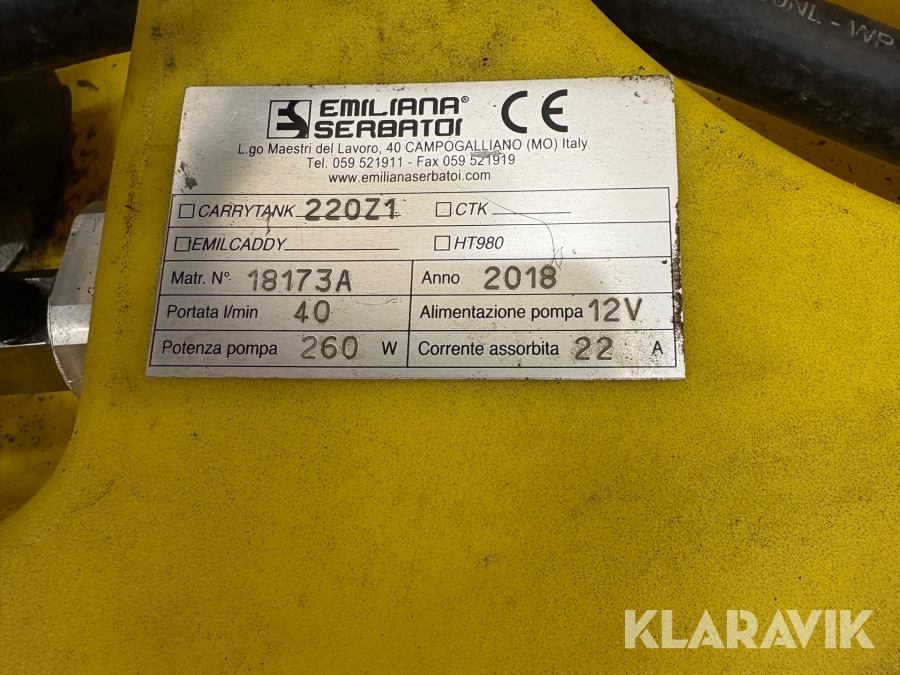 0NL - WP
EMILIANA®
SERBATOI
CE
L.go Maestri del Lavoro, 40 CAMPOGALLIANO (MO) Italy
Tel. 059 521911 - Fax 059 521919
www.emilianaserbatoi.com
CARRYTANK 220Z1 CTK
EMILCADDY HT980
Matr. N° 18173A Anno 2018
Portata l/min 40 Alimentazione pompa 12V
Potenza pompa 260 W Corrente assorbita 22 A
KLARAVIK